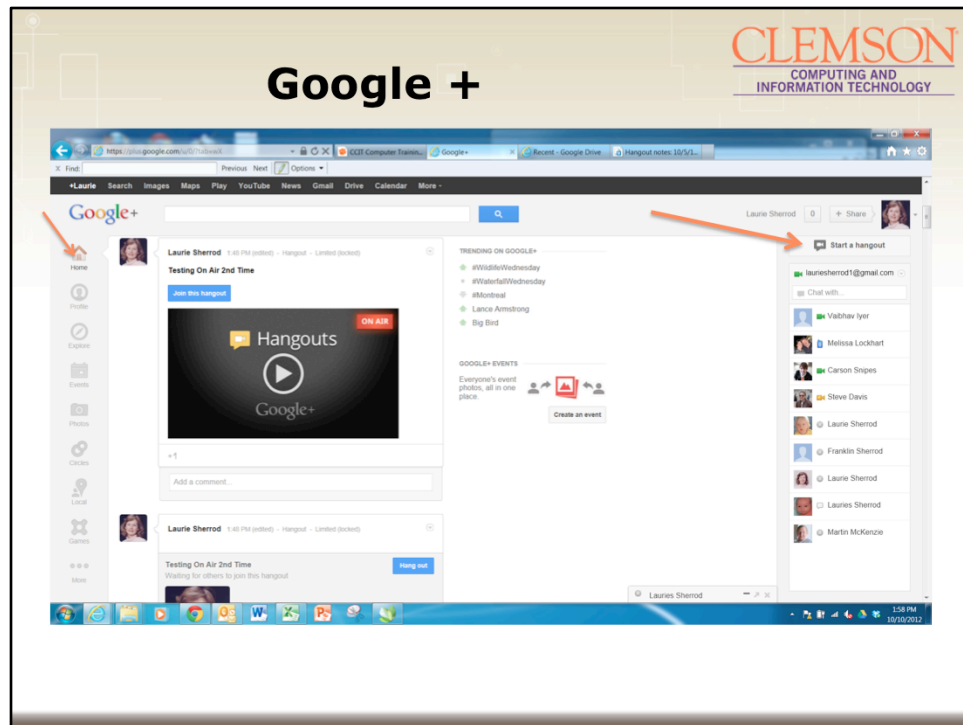 Google +
CLEMSON
COMPUTING AND
INFORMATION TECHNOLOGY
CCIT Computer Trainin...
Google+
Recent - Google Drive
Hangout notes: 10/5/1...
Find:
Previous Next Options
+Laurie Search Images Maps Play YouTube News Gmail Drive Calendar More
Google+
Laurie Sherrod 0 + Share
Start a hangout
Home
Profile
Explore
Events
Photos
Circles
Local
Games
More
Laurie Sherrod 1:45 PM (edited) - Hangout - Limited (locked)
Testing On Air 2nd Time
Join this hangout
ON AIR
Hangouts
Google+
+1
Add a comment...
Laurie Sherrod 1:45 PM (edited) - Hangout - Limited (locked)
Testing On Air 2nd Time
Hang out
Waiting for others to join this hangout
TRENDING ON GOOGLE+
#WildlifeWednesday
#WaterfallWednesday
#Montreal
Lance Armstrong
Big Bird
GOOGLE+ EVENTS
Everyone's event
photos, all in one
place.
Create an event
lauriesherrod1@gmail.com
Chat with...
Vaibhav Iyer
Melissa Lockhart
Carson Snipes
Steve Davis
Laurie Sherrod
Franklin Sherrod
Laurie Sherrod
Lauries Sherrod
Martin McKenzie
Lauries Sherrod
1:58 PM
10/10/2012